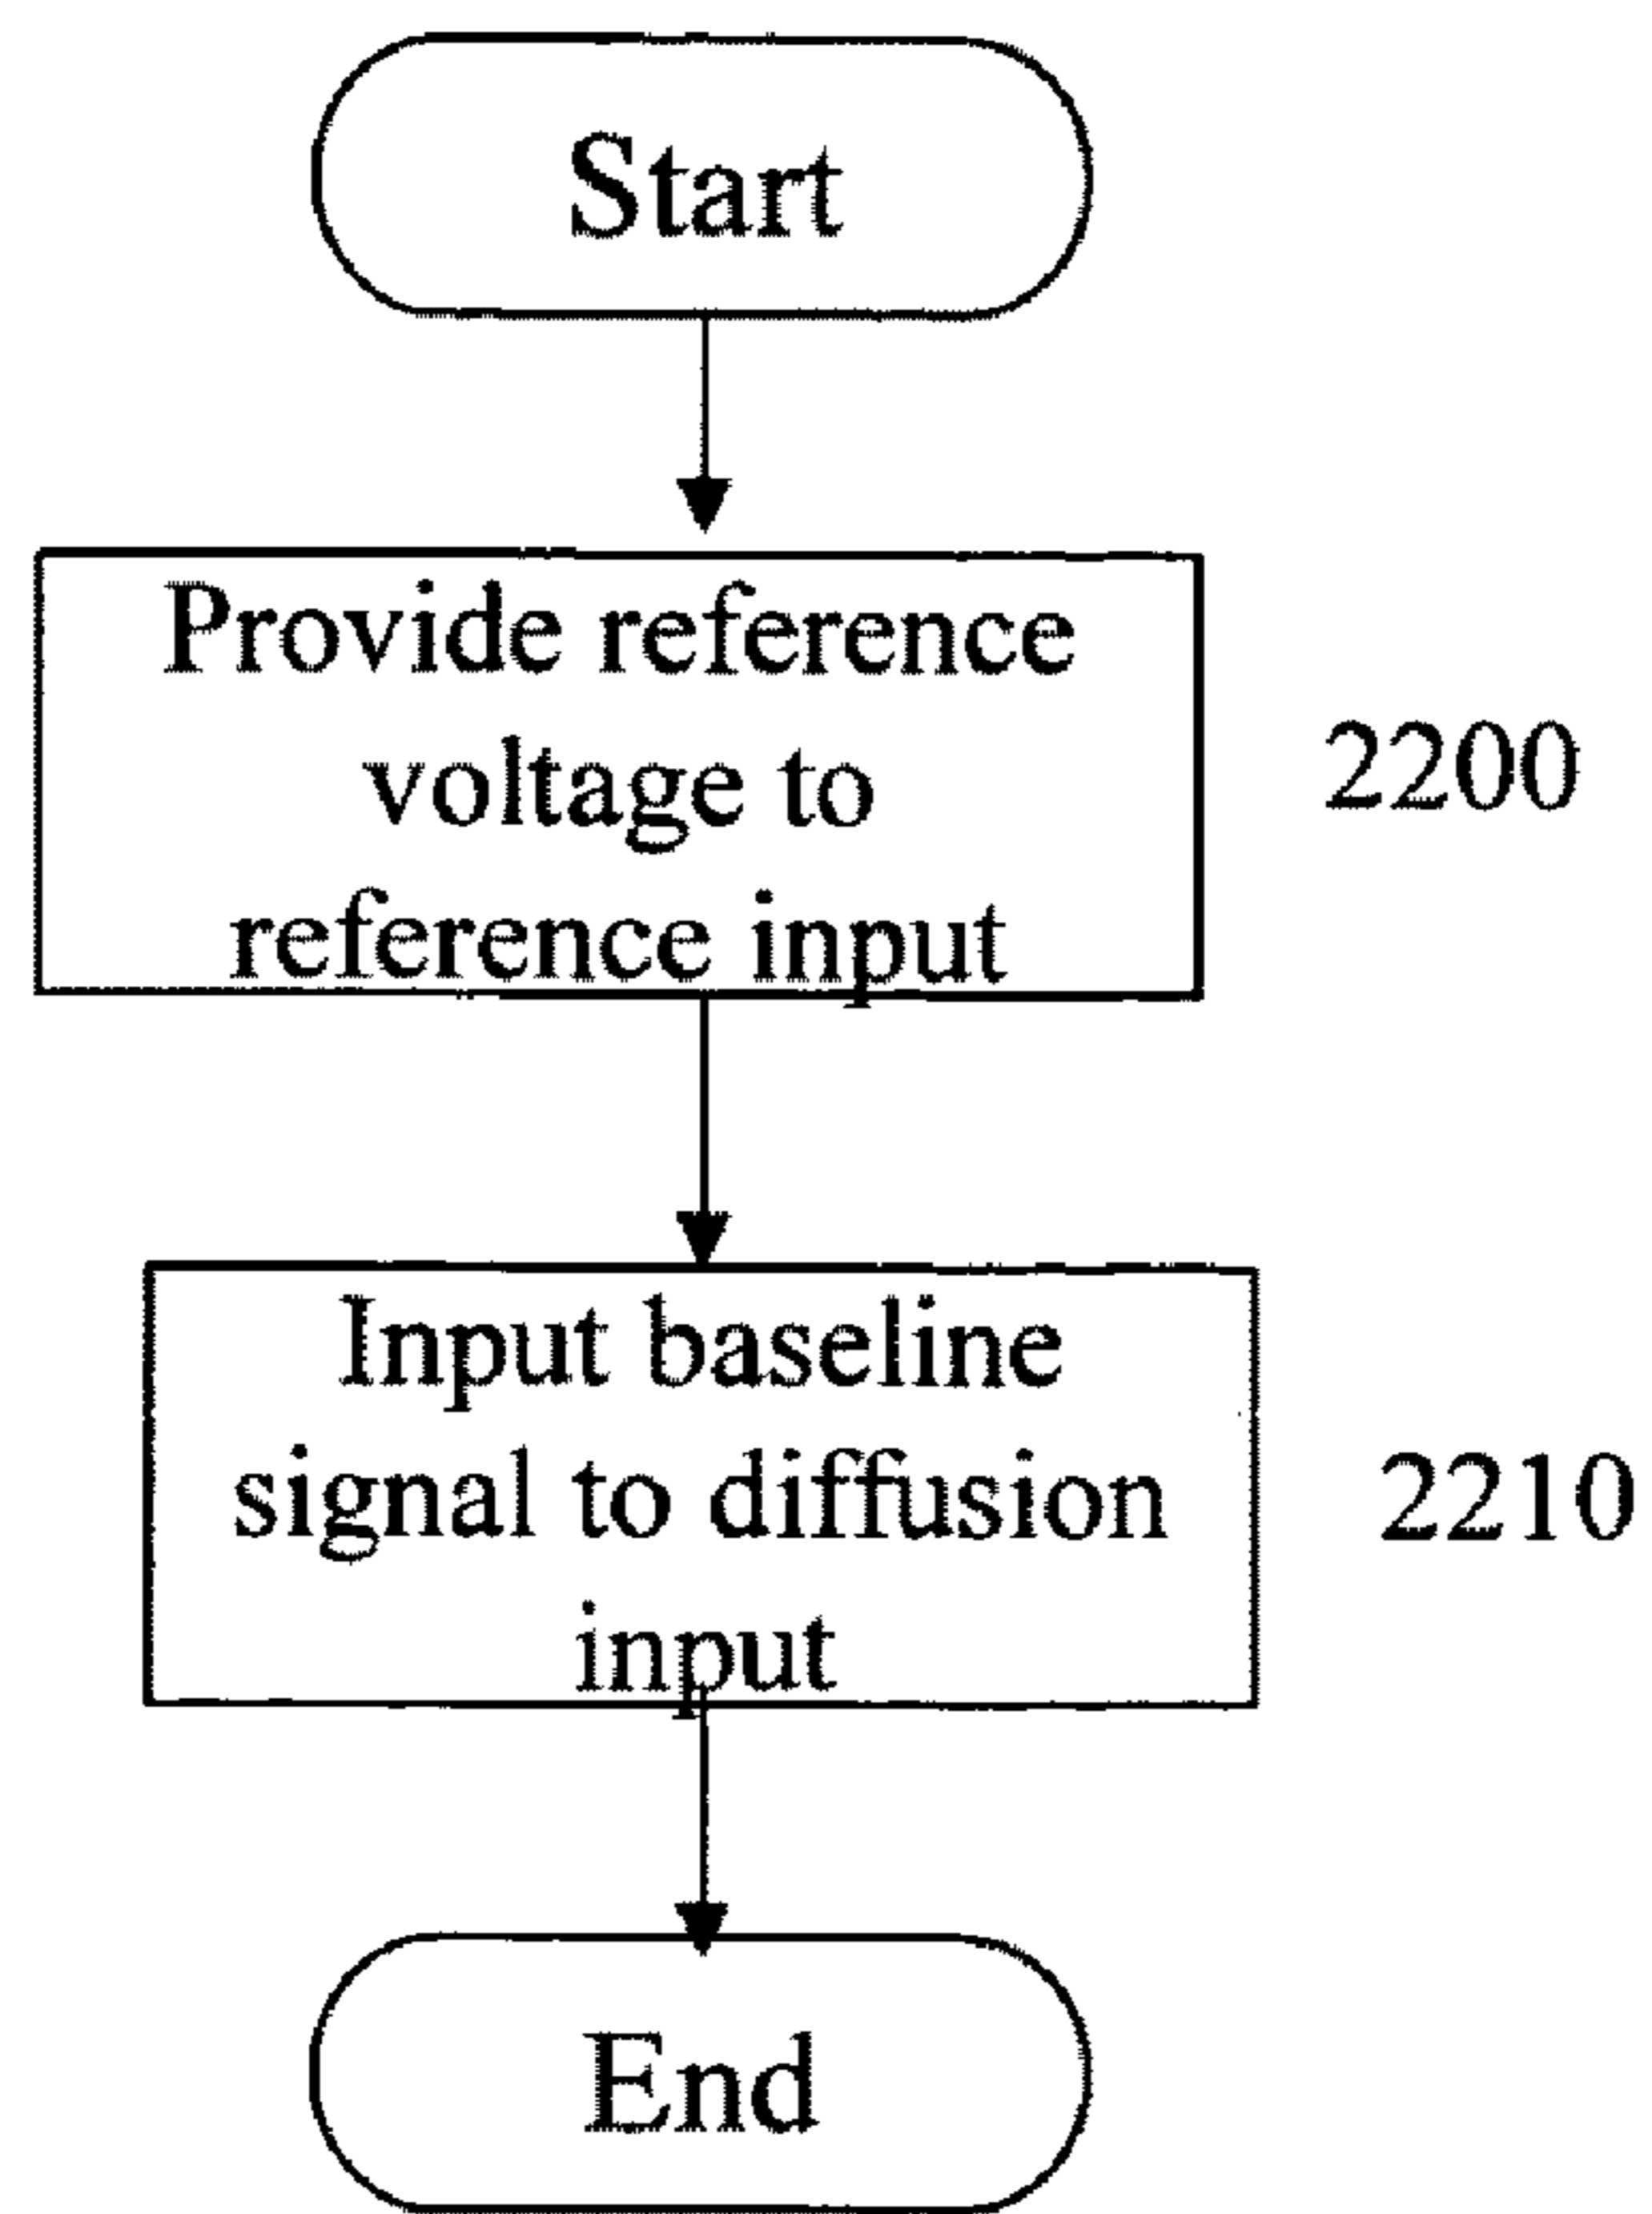 Start
Provide reference
voltage to
reference input
2200
Input baseline
signal to diffusion
input
2210
End